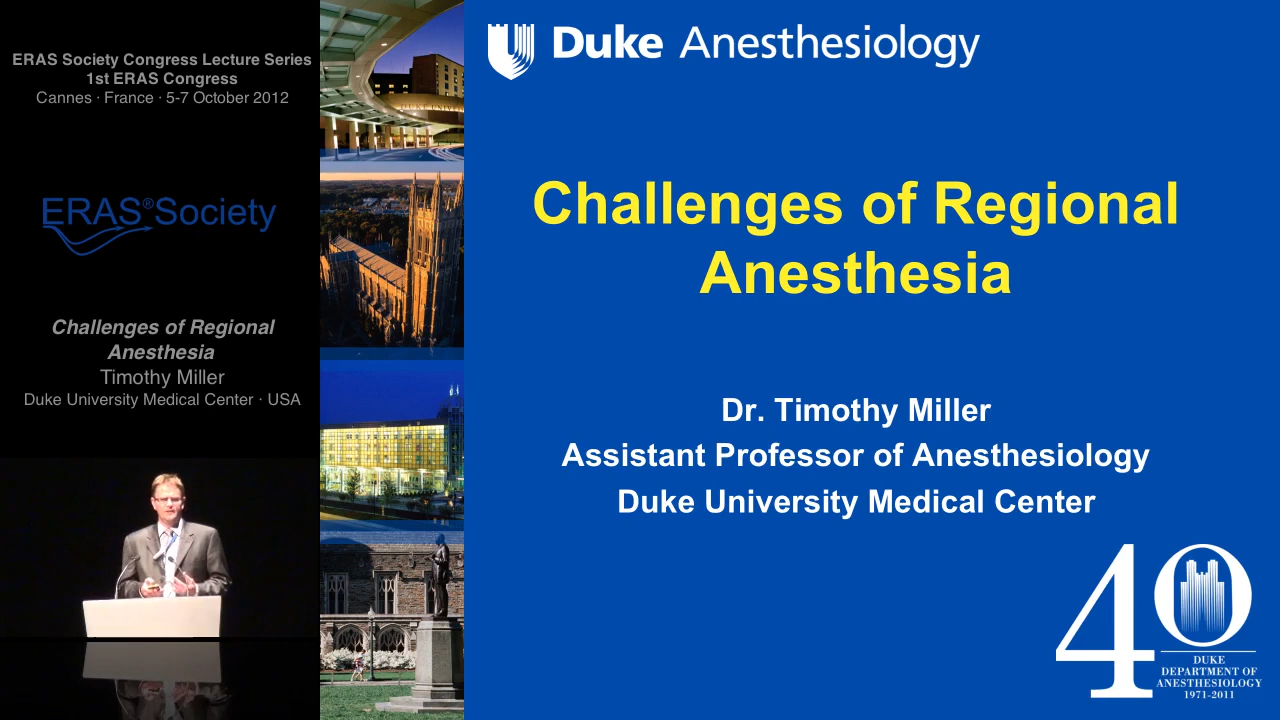 ERAS Society Congress Lecture Series
1st ERAS Congress
Cannes · France · 5-7 October 2012
ERAS®Society
Challenges of Regional
Anesthesia
Timothy Miller
Duke University Medical Center · USA
Duke Anesthesiology
Challenges of Regional
Anesthesia
Dr. Timothy Miller
Assistant Professor of Anesthesiology
Duke University Medical Center
40
DUKE
DEPARTMENT OF
ANESTHESIOLOGY
1971-2011